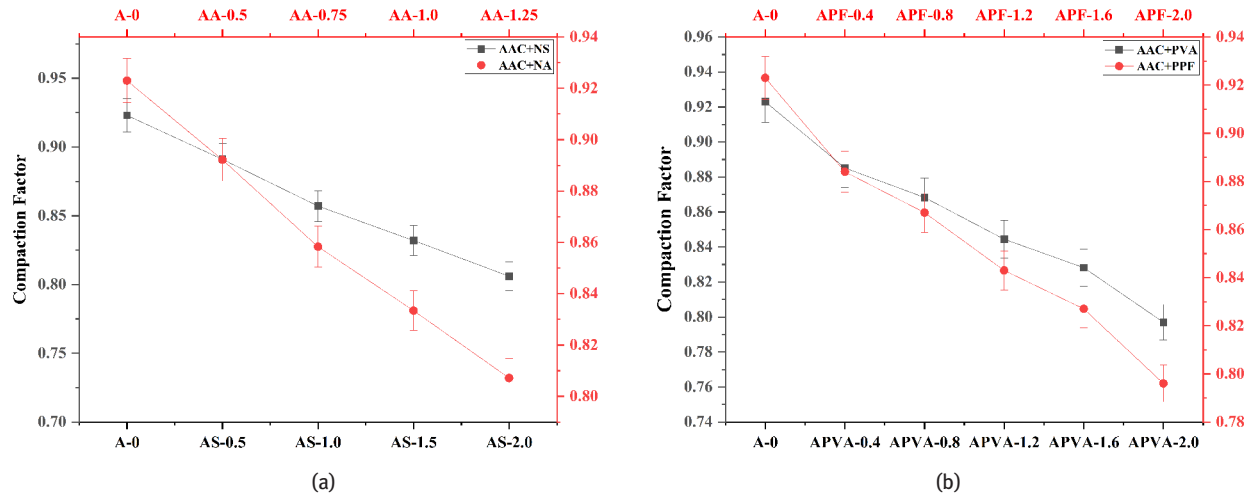 A-0 AA-0.5 AA-0.75 AA-1.0 AA-1.25
AAC+NS
AAC+NA
Compaction Factor
0.95
0.90
0.85
0.80
0.75
0.70
0.94
0.92
0.90
0.88
0.86
0.84
0.82
0.80
A-0 AS-0.5 AS-1.0 AS-1.5 AS-2.0
(a)
A-0 APF-0.4 APF-0.8 APF-1.2 APF-1.6 APF-2.0
AAC+PVA
AAC+PPF
Compaction Factor
0.96
0.94
0.92
0.90
0.88
0.86
0.84
0.82
0.80
0.78
0.76
0.74
0.94
0.92
0.90
0.88
0.86
0.84
0.82
0.80
0.78
A-0 APVA-0.4 APVA-0.8 APVA-1.2 APVA-1.6 APVA-2.0
(b)